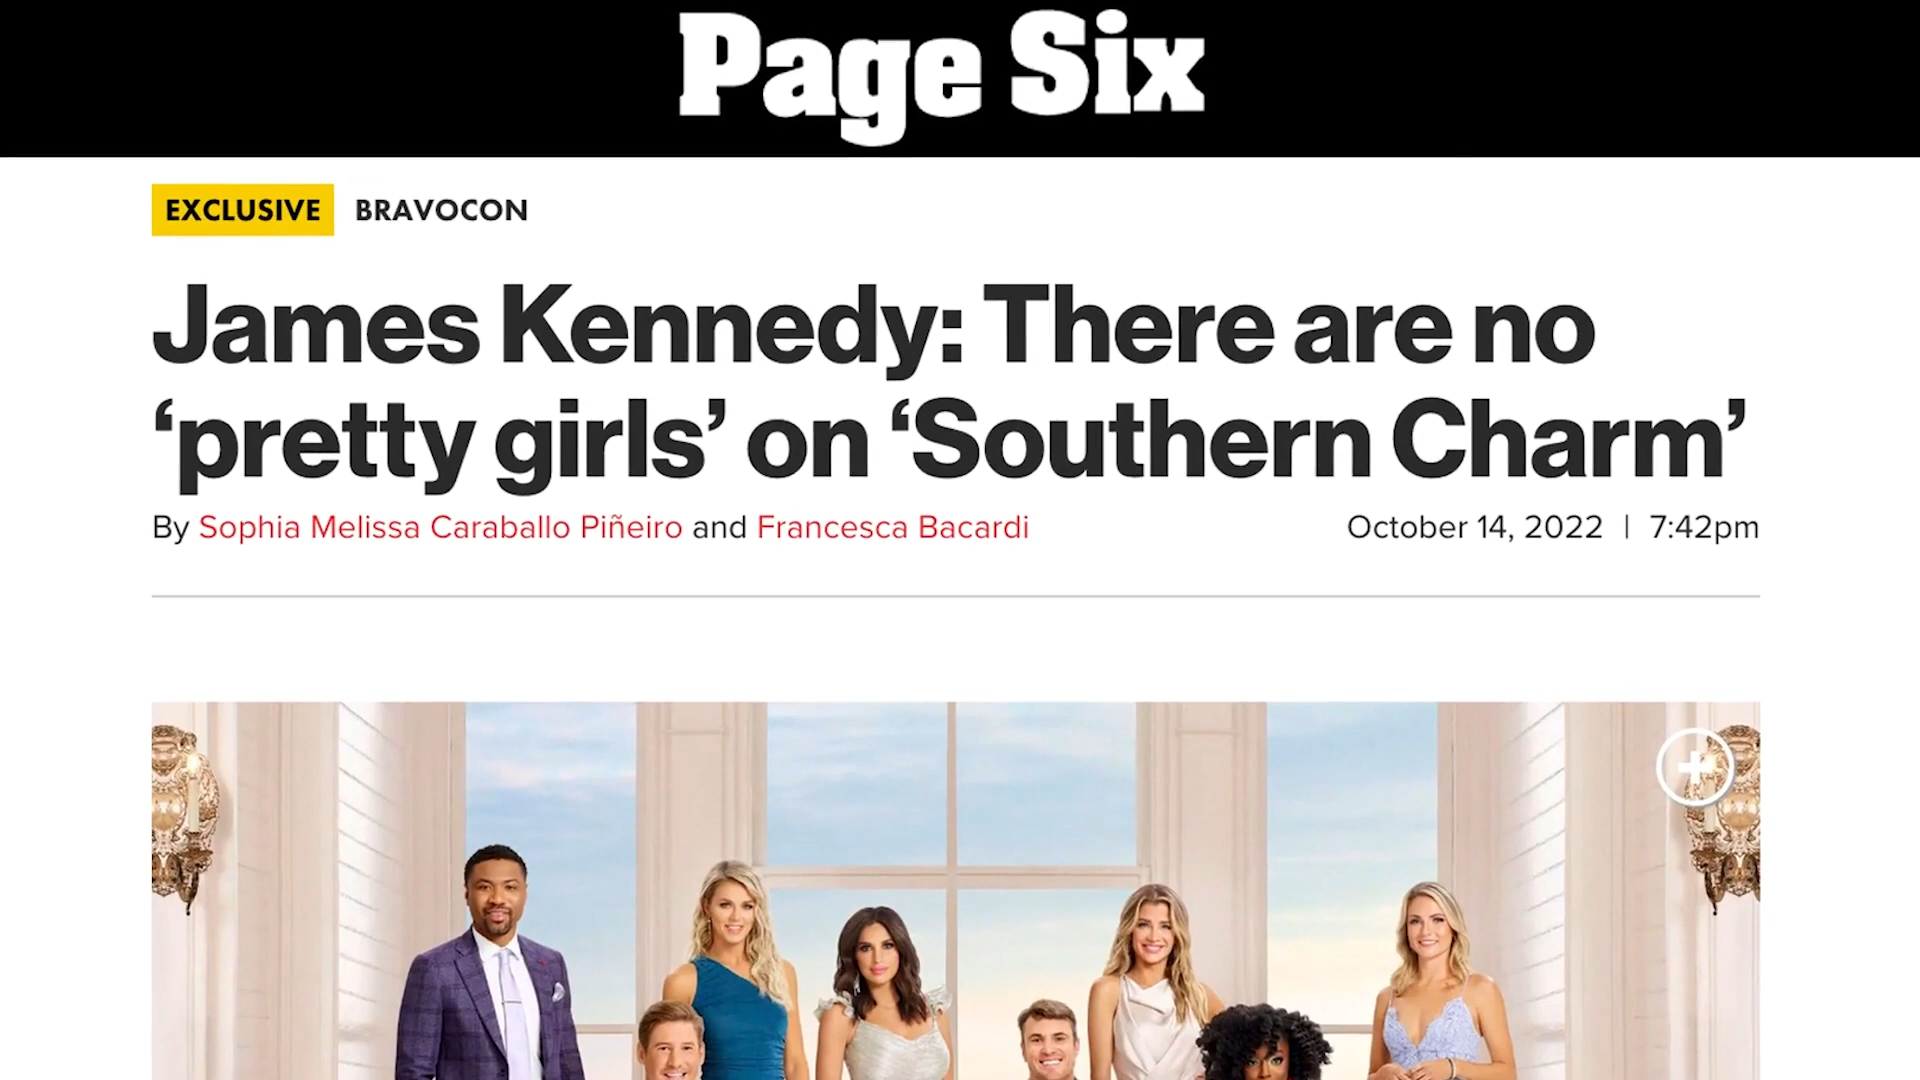 Page Six
EXCLUSIVE BRAVOCON
James Kennedy: There are no
‘pretty girls’ on ‘Southern Charm’
By Sophia Melissa Caraballo Piñeiro and Francesca Bacardi October 14, 2022 | 7:42pm